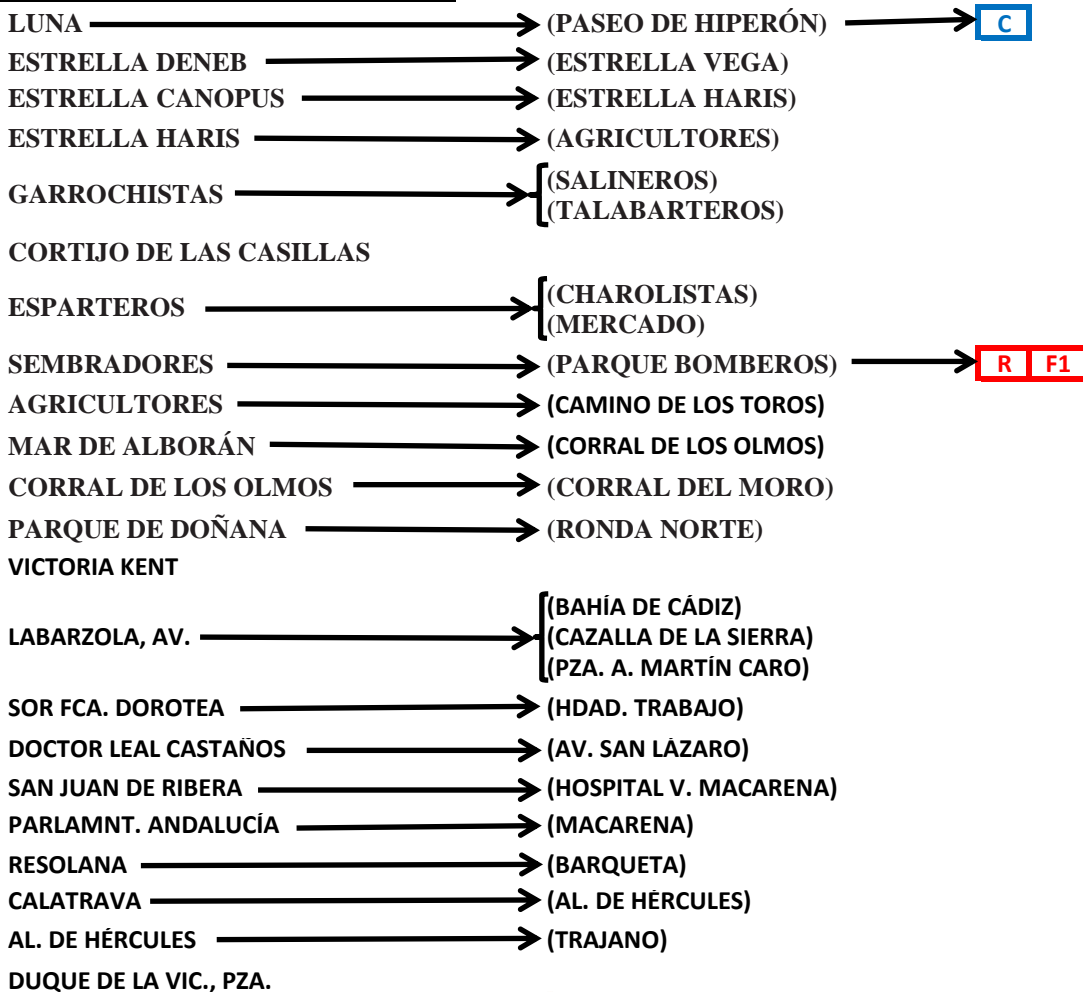 LUNA (PASEO DE HIPERÓN) C
ESTRELLA DENEB (ESTRELLA VEGA)
ESTRELLA CANOPUS (ESTRELLA HARIS)
ESTRELLA HARIS (AGRICULTORES)
GARROCHISTAS (SALINEROS)
(TALABARTEROS)
CORTIJO DE LAS CASILLAS
ESPARTEROS (CHAROLISTAS)
(MERCADO)
SEMBRADORES (PARQUE BOMBEROS) R F1
AGRICULTORES (CAMINO DE LOS TOROS)
MAR DE ALBORÁN (CORRAL DE LOS OLMOS)
CORRAL DE LOS OLMOS (CORRAL DEL MORO)
PARQUE DE DOÑANA (RONDA NORTE)
VICTORIA KENT
LABARZOLA, AV. (BAHÍA DE CÁDIZ)
(CAZALLA DE LA SIERRA)
(PZA. A. MARTÍN CARO)
SOR FCA. DOROTEA (HDAD. TRABAJO)
DOCTOR LEAL CASTAÑOS (AV. SAN LÁZARO)
SAN JUAN DE RIBERA (HOSPITAL V. MACARENA)
PARLAMNT. ANDALUCÍA (MACARENA)
RESOLANA (BARQUETA)
CALATRAVA (AL. DE HÉRCULES)
AL. DE HÉRCULES (TRAJANO)
DUQUE DE LA VIC., PZA.